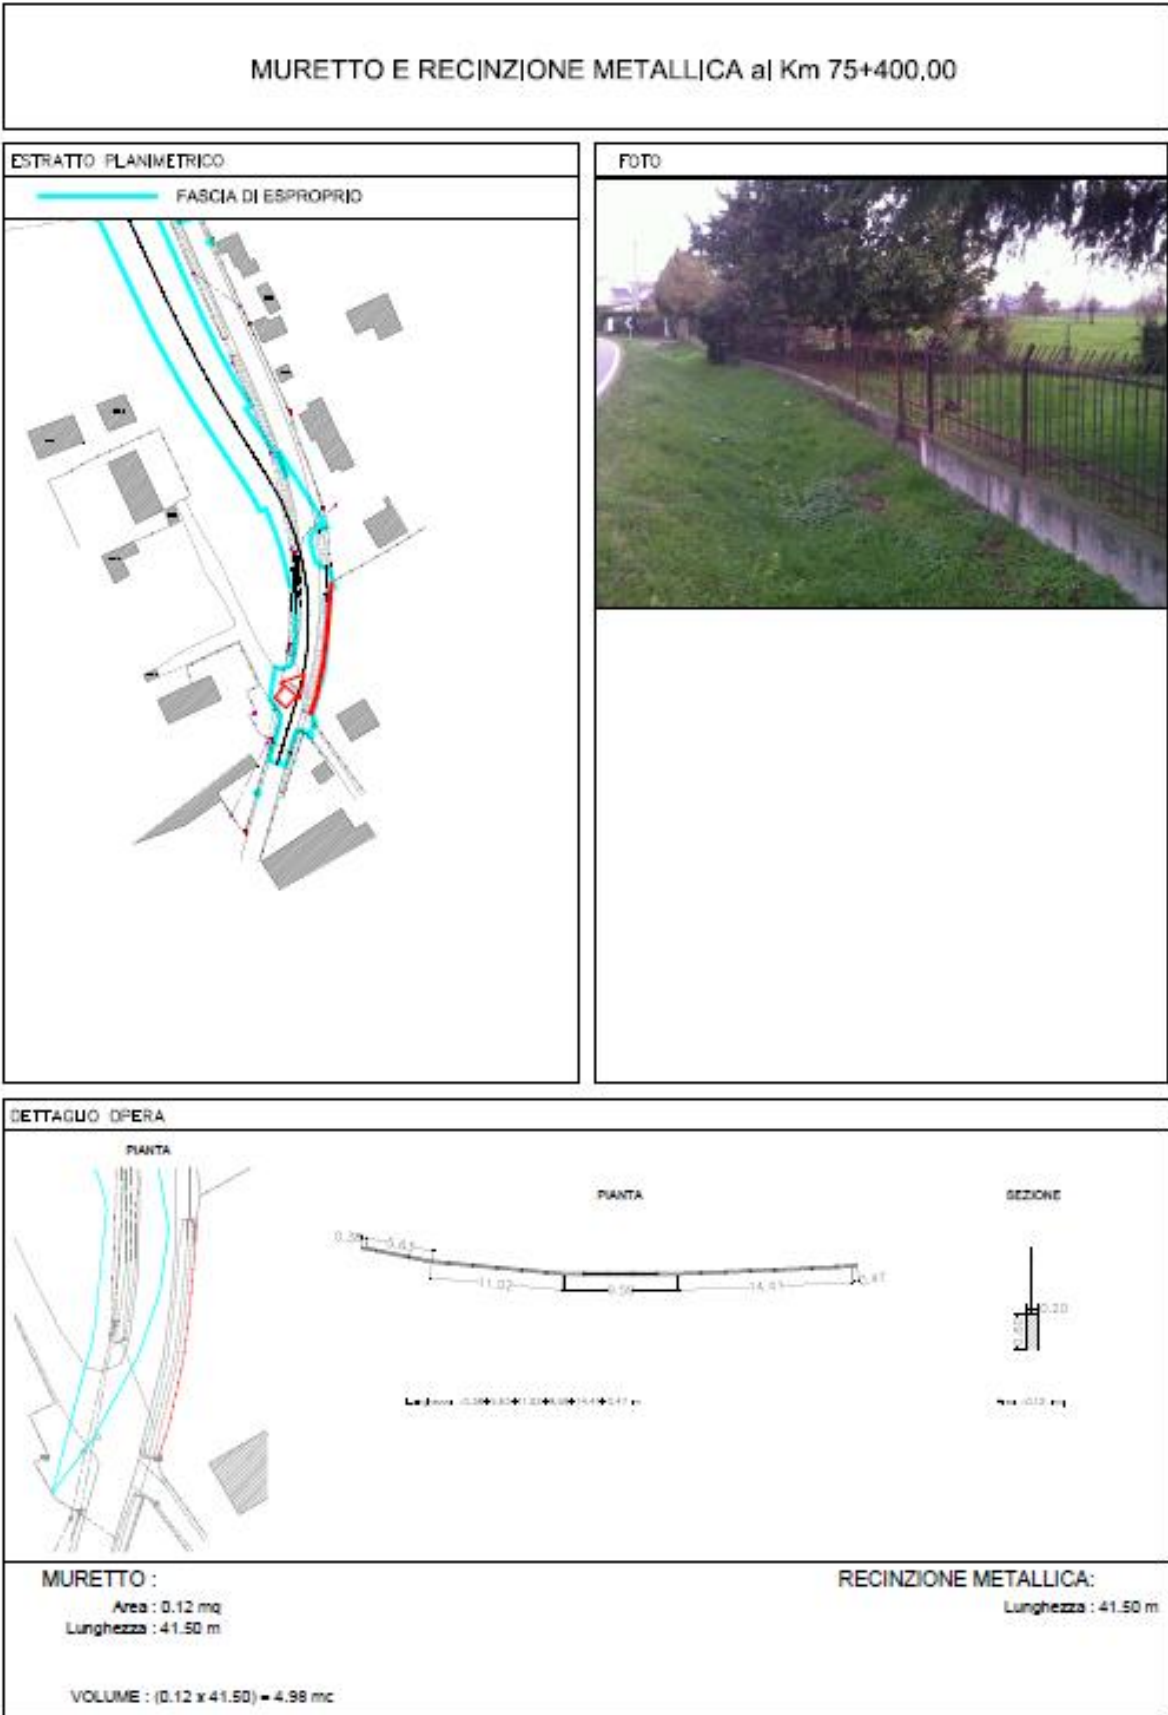 MURETTO E RECINZIONE METALLICA al Km 75+400,00
ESTRATTO PLANIMETRICO
FASCIA DI ESPROPRIO
FOTO
DETTAGLIO OPERA
PIANTA
PIANTA
SEZIONE
11.02
0.20
MURETTO :
Area : 0.12 mq
Lunghezza : 41.50 m
VOLUME : (0.12 x 41.50) = 4.98 mc
RECINZIONE METALLICA:
Lunghezza : 41.50 m